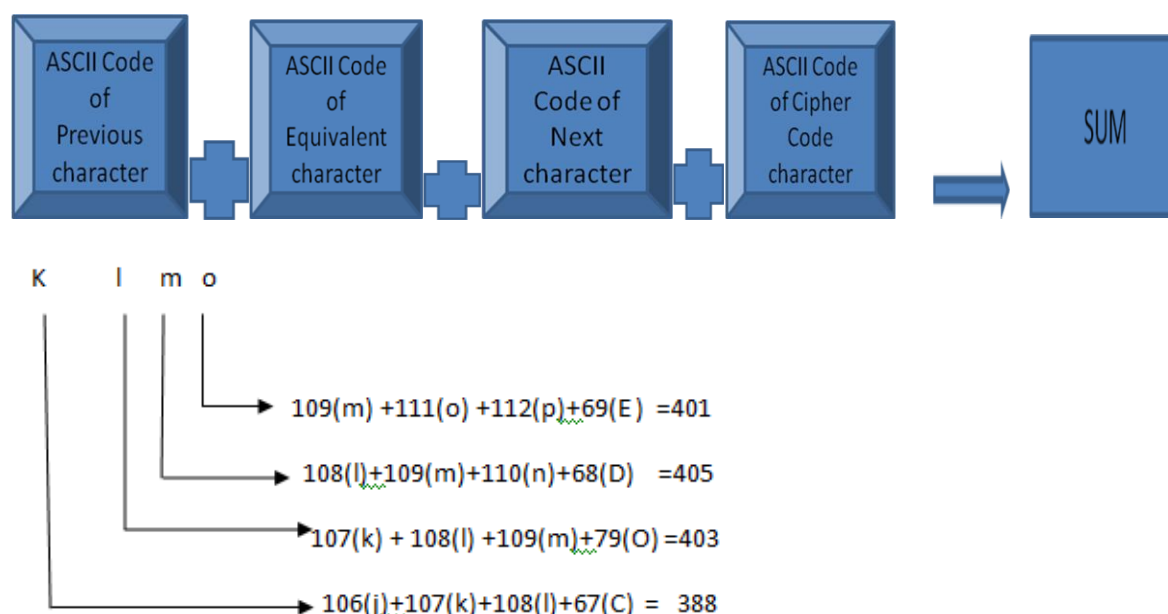 ASCII Code
of
Previous
character
ASCII Code
of
Equivalent
character
ASCII
Code of
Next
character
ASCII Code
of Cipher
Code
character
SUM
K l m o
109(m) +111(o) +112(p)+69(E) =401
108(l)+109(m)+110(n)+68(D) =405
107(k) + 108(l) +109(m)+79(O) =403
106(j)+107(k)+108(l)+67(C) = 388